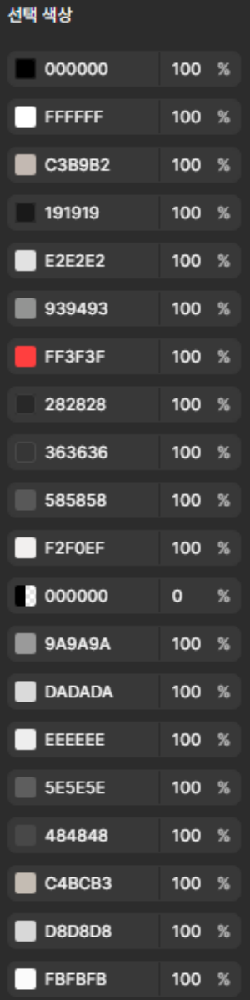 선택 색상
000000 100 %
FFFFFF 100 %
C3B9B2 100 %
191919 100 %
E2E2E2 100 %
939493 100 %
FF3F3F 100 %
282828 100 %
363636 100 %
585858 100 %
F2F0EF 100 %
000000 0 %
9A9A9A 100 %
DADADA 100 %
EEEEEE 100 %
5E5E5E 100 %
484848 100 %
C4BCB3 100 %
D8D8D8 100 %
FBFBFB 100 %